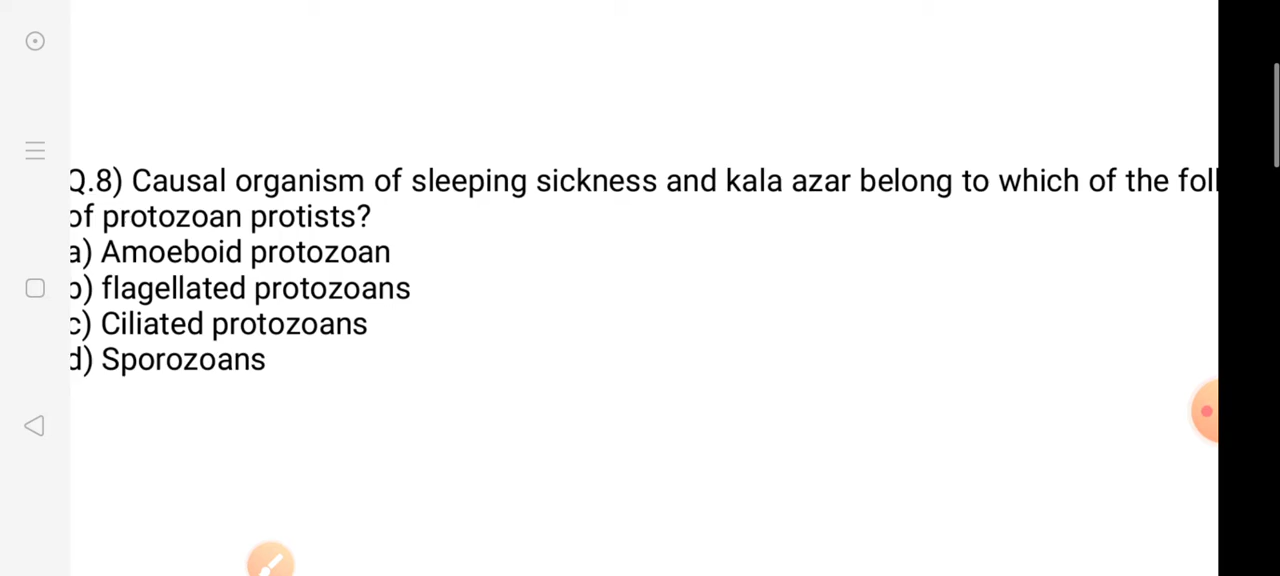 Q.8) Causal organism of sleeping sickness and kala azar belong to which of the
of protozoan protists?
a) Amoeboid protozoan
b) flagellated protozoans
c) Ciliated protozoans
d) Sporozoans